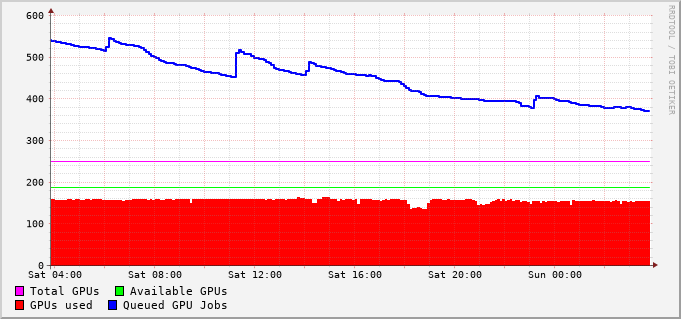 600
500
400
300
200
100
0
Sat 04:00 Sat 08:00 Sat 12:00 Sat 16:00 Sat 20:00 Sun 00:00
Total GPUs Available GPUs
GPUs used Queued GPU Jobs
RRDTOOL / TOBI OETIKER